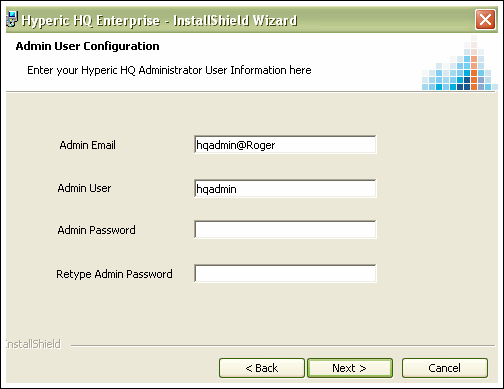 Hyperic HQ Enterprise - InstallShield Wizard
Admin User Configuration
Enter your Hyperic HQ Administrator User Information here
Admin Email hqadmin@Roger
Admin User hqadmin
Admin Password
Retype Admin Password
InstallShield
< Back Next > Cancel